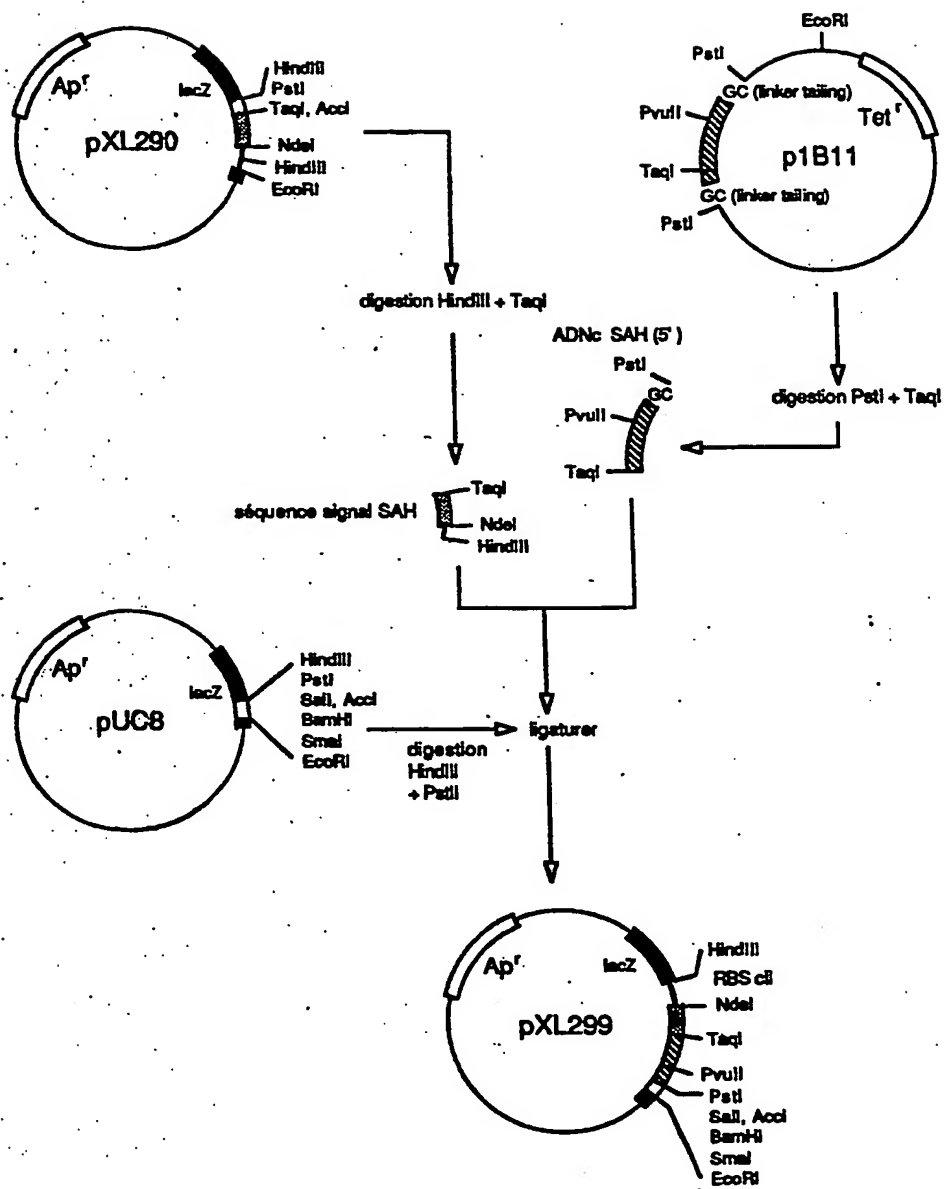 Apʳ
lacZ
HindIII
PstI
TaqI, AccI
NdeI
HindIII
EcoRI
pXL290
EcoRI
PstI
GC (linker tailing)
PvuII
Tetʳ
p1B11
TaqI
GC (linker tailing)
PstI
digestion HindIII + TaqI
ADNc SAH (5')
PstI
GC
PvuII
TaqI
digestion PstI + TaqI
séquence signal SAH
TaqI
NdeI
HindIII
Apʳ
lacZ
pUC8
HindIII
PstI
SalI, AccI
BamHI
SmaI
EcoRI
digestion
HindIII
+ PstII
ligaturer
Apʳ
lacZ
pXL299
HindIII
RBS cII
NdeI
TaqI
PvuII
PstI
SalI, AccI
BamHI
SmaI
EcoRI